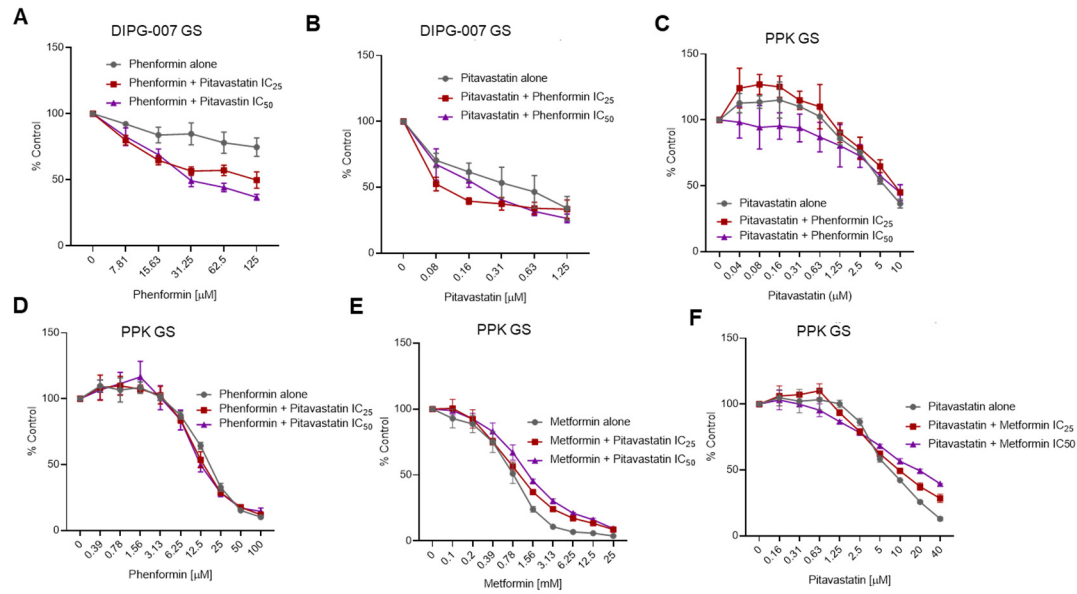 A
DIPG-007 GS
150
100
50
0
% Control
Phenformin alone
Phenformin + Pitavastatin IC25
Phenformin + Pitavastin IC50
0
7.81
15.63
31.25
62.5
125
Phenformin [µM]
B
DIPG-007 GS
150
100
50
0
% Control
Pitavastatin alone
Pitavastatin + Phenformin IC25
Pitavastatin + Phenformin IC50
0
0.08
0.16
0.31
0.63
1.25
Pitavastatin [µM]
C
PPK GS
150
100
50
0
% Control
Pitavastatin alone
Pitavastatin + Phenformin IC25
Pitavastatin + Phenformin IC50
0
0.04
0.08
0.16
0.31
0.63
1.25
2.5
5
10
Pitavastatin (µM)
D
PPK GS
150
100
50
0
% Control
Phenformin alone
Phenformin + Pitavastatin IC25
Phenformin + Pitavastatin IC50
0
0.39
0.78
1.56
3.13
6.25
12.5
25
50
100
Phenformin [µM]
E
PPK GS
150
100
50
0
% Control
Metformin alone
Metformin + Pitavastatin IC25
Metformin + Pitavastatin IC50
0
0.1
0.2
0.39
0.78
1.56
3.13
6.25
12.5
25
Metformin [mM]
F
PPK GS
150
100
50
0
% Control
Pitavastatin alone
Pitavastatin + Metformin IC25
Pitavastatin + Metformin IC50
0
0.16
0.31
0.63
1.25
2.5
5
10
20
40
Pitavastatin [µM]